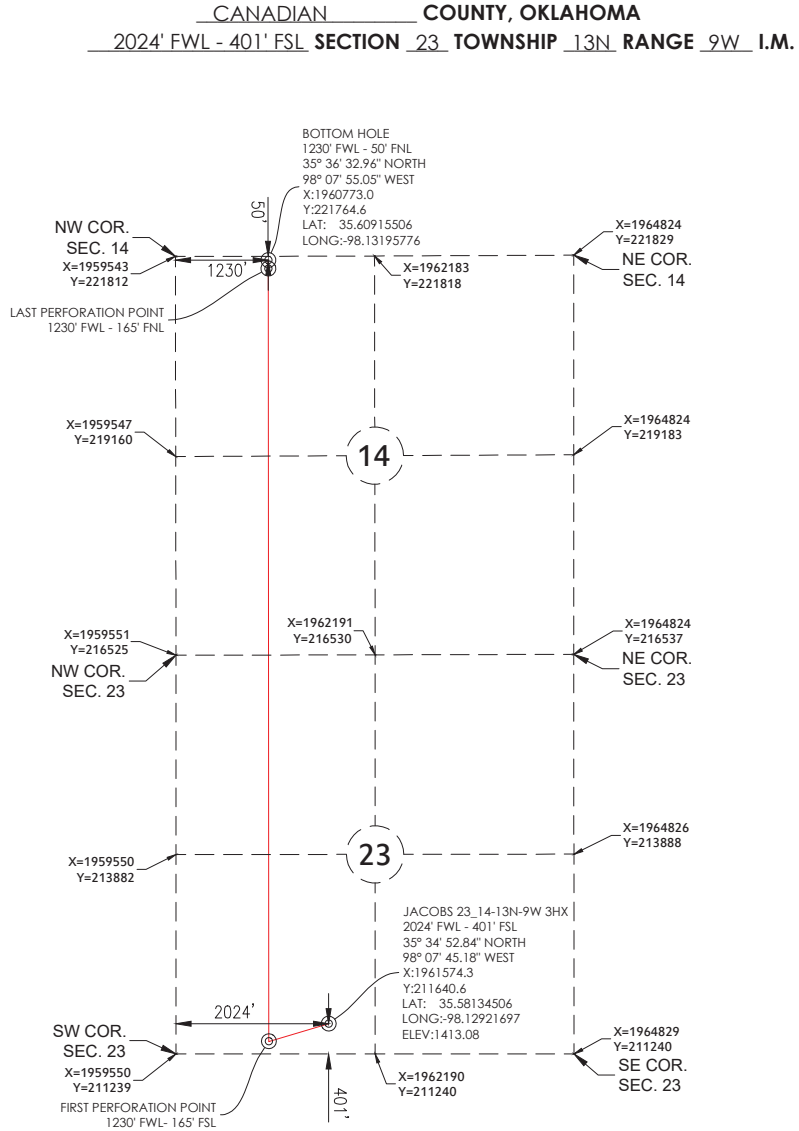 CANADIAN COUNTY, OKLAHOMA
2024' FWL - 401' FSL SECTION 23 TOWNSHIP 13N RANGE 9W I.M.
BOTTOM HOLE
1230' FWL - 50' FNL
35° 36' 32.96" NORTH
98° 07' 55.05" WEST
X:1960773.0
Y:221764.6
LAT: 35.60915506
LONG:-98.13195776
50'
NW COR.
SEC. 14
X=1959543
Y=221812
1230'
X=1962183
Y=221818
X=1964824
Y=221829
NE COR.
SEC. 14
LAST PERFORATION POINT
1230' FWL - 165' FNL
X=1959547
Y=219160
14
X=1964824
Y=219183
X=1959551
Y=216525
NW COR.
SEC. 23
X=1962191
Y=216530
X=1964824
Y=216537
NE COR.
SEC. 23
X=1959550
Y=213882
23
X=1964826
Y=213888
JACOBS 23_14-13N-9W 3HX
2024' FWL - 401' FSL
35° 34' 52.84" NORTH
98° 07' 45.18" WEST
X:1961574.3
Y:211640.6
LAT: 35.58134506
LONG:-98.12921697
ELEV:1413.08
2024'
SW COR.
SEC. 23
X=1959550
Y=211239
FIRST PERFORATION POINT
1230' FWL- 165' FSL
401'
X=1962190
Y=211240
X=1964829
Y=211240
SE COR.
SEC. 23